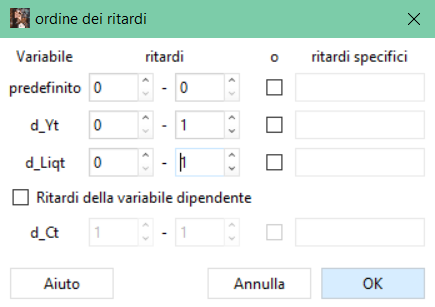 ordine dei ritardi
Variabile ritardi o ritardi specifici
predefinito 0 - 0
d_Yt 0 - 1
d_Liqt 0 - 1
Ritardi della variabile dipendente
d_Ct 1 - 1
Aiuto Annulla OK